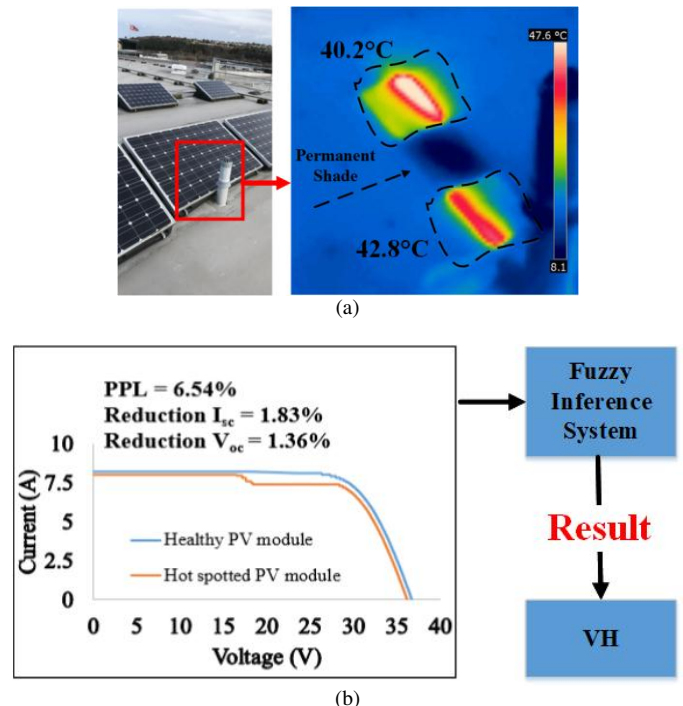 47.6 °C
40.2°C
Permanent
Shade
42.8°C
8.1
(a)
PPL = 6.54%
Reduction Isc = 1.83%
Reduction Voc = 1.36%
Current (A)
10
7.5
5
2.5
0
Healthy PV module
Hot spotted PV module
0 5 10 15 20 25 30 35 40
Voltage (V)
Fuzzy
Inference
System
Result
VH
(b)